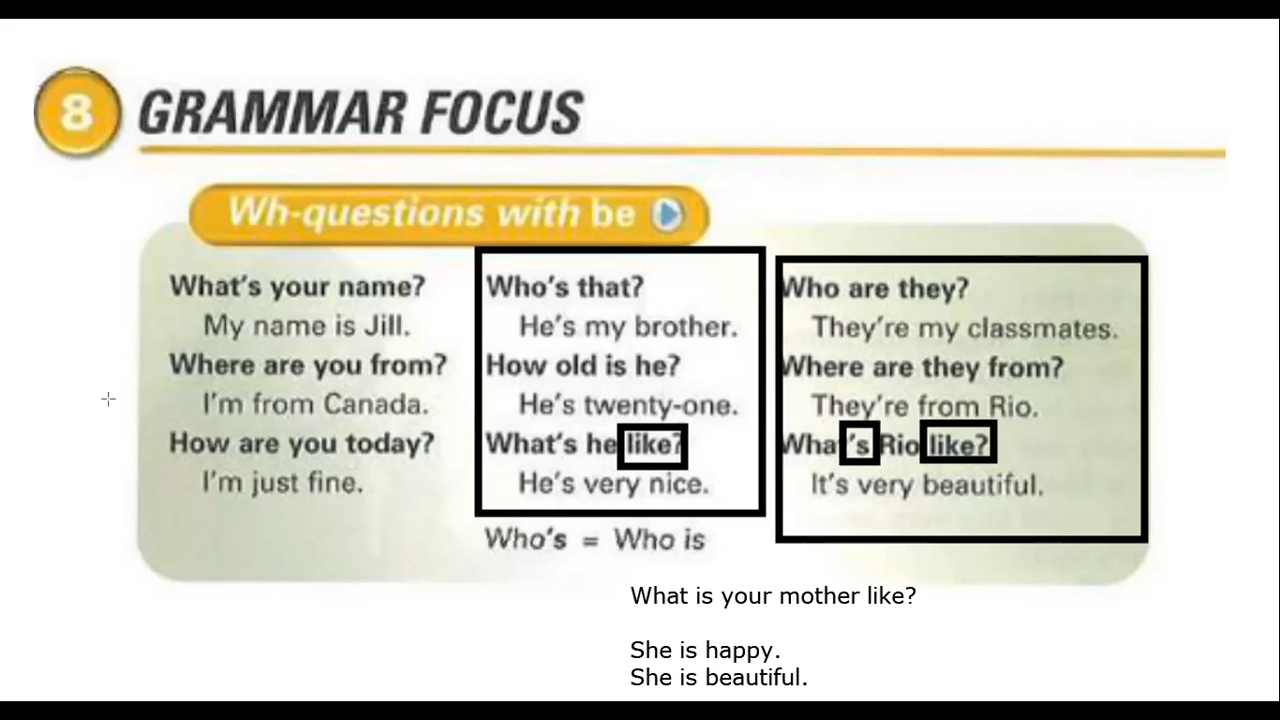 8 GRAMMAR FOCUS
Wh-questions with be
What's your name?
My name is Jill.
Where are you from?
I'm from Canada.
How are you today?
I'm just fine.
Who's that?
He's my brother.
How old is he?
He's twenty-one.
What's he like?
He's very nice.
Who's = Who is
Who are they?
They're my classmates.
Where are they from?
They're from Rio.
What's Rio like?
It's very beautiful.
What is your mother like?
She is happy.
She is beautiful.